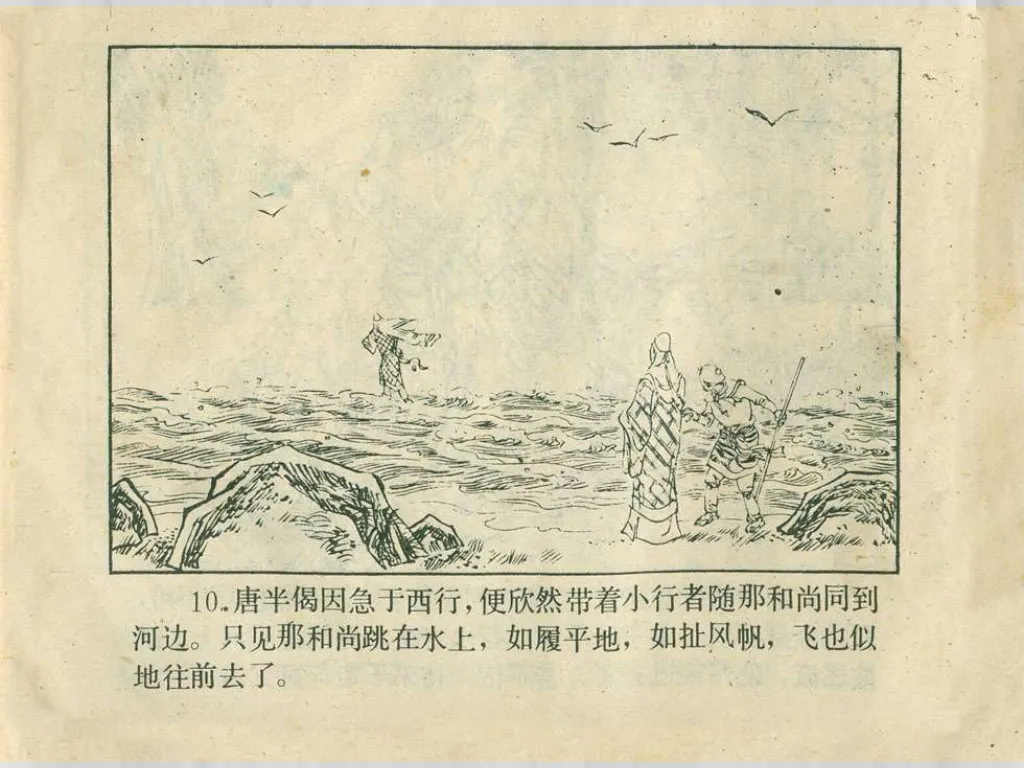 10.唐半偈因急于西行，便欣然带着小行者随那和尚同到
河边。只见那和尚跳在水上，如履平地，如扯风帆，飞也似
地往前去了。